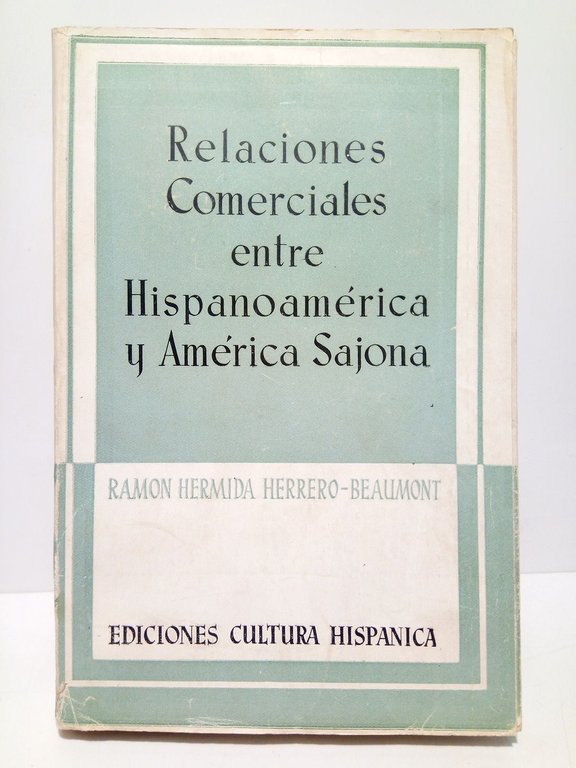 Relaciones
Comerciales
entre
Hispanoamérica
y América Sajona
RAMON HERMIDA HERRERO-BEAUMONT
EDICIONES CULTURA HISPANICA